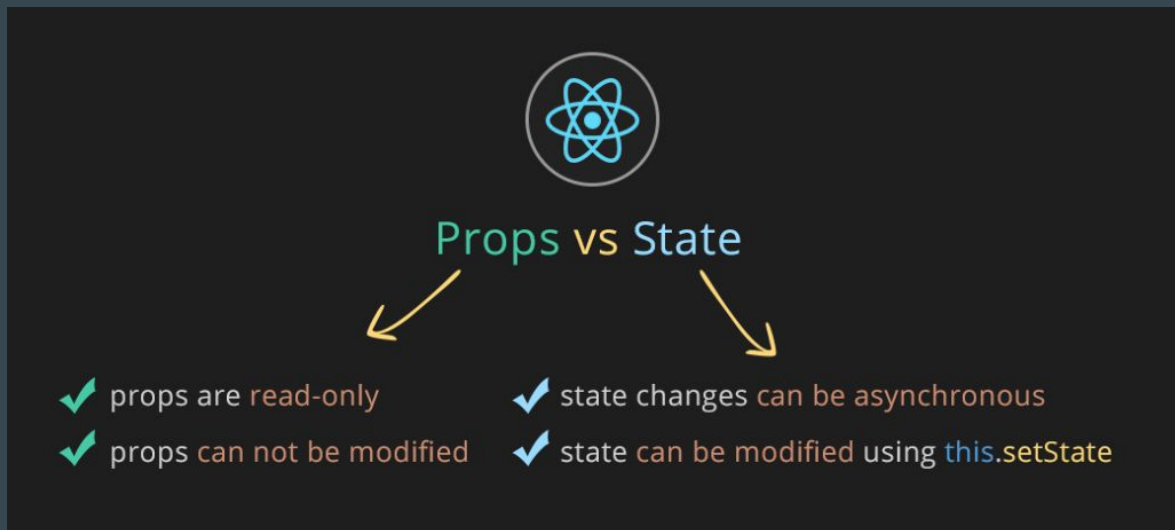 Props vs State
props are read-only
props can not be modified
state changes can be asynchronous
state can be modified using this.setState